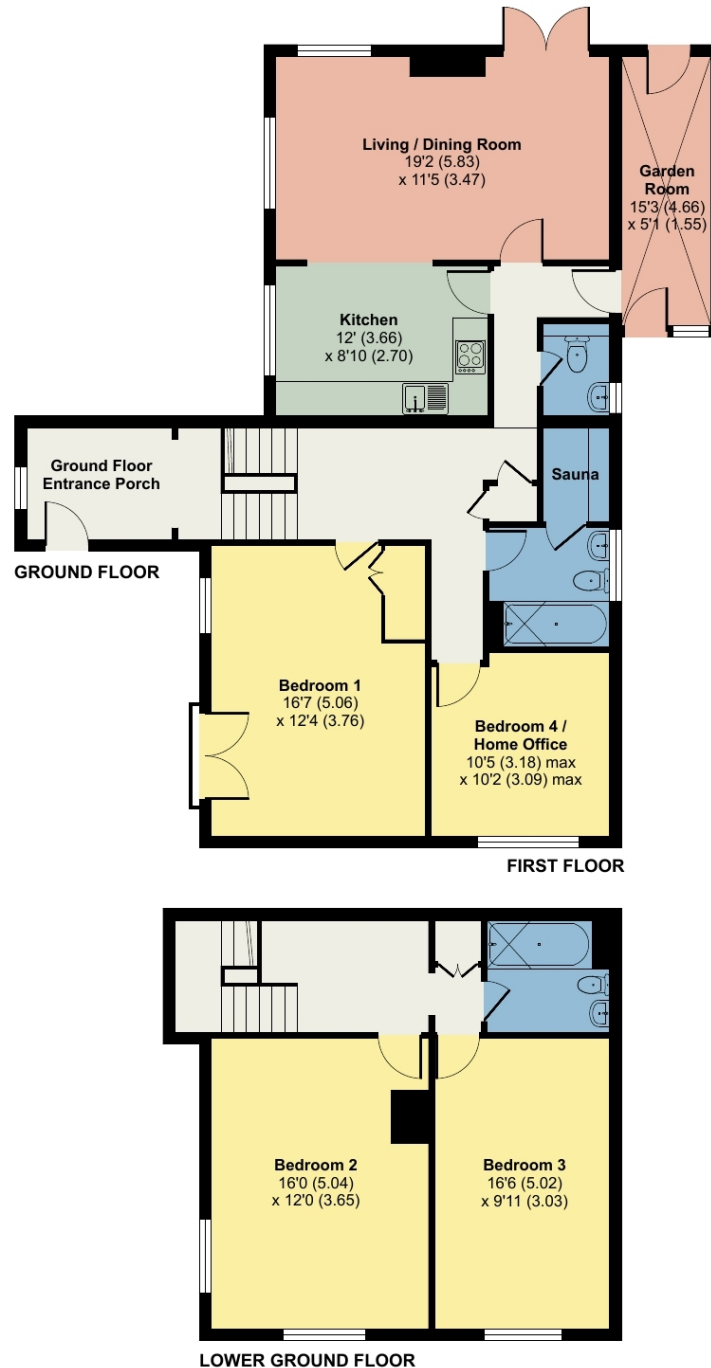 Living / Dining Room
19'2 (5.83)
x 11'5 (3.47)
Garden
Room
15'3 (4.66)
x 5'1 (1.55)
Kitchen
12' (3.66)
x 8'10 (2.70)
Ground Floor
Entrance Porch
Sauna
GROUND FLOOR
Bedroom 1
16'7 (5.06)
x 12'4 (3.76)
Bedroom 4 /
Home Office
10'5 (3.18) max
x 10'2 (3.09) max
FIRST FLOOR
Bedroom 2
16'0 (5.04)
x 12'0 (3.65)
Bedroom 3
16'6 (5.02)
x 9'11 (3.03)
LOWER GROUND FLOOR